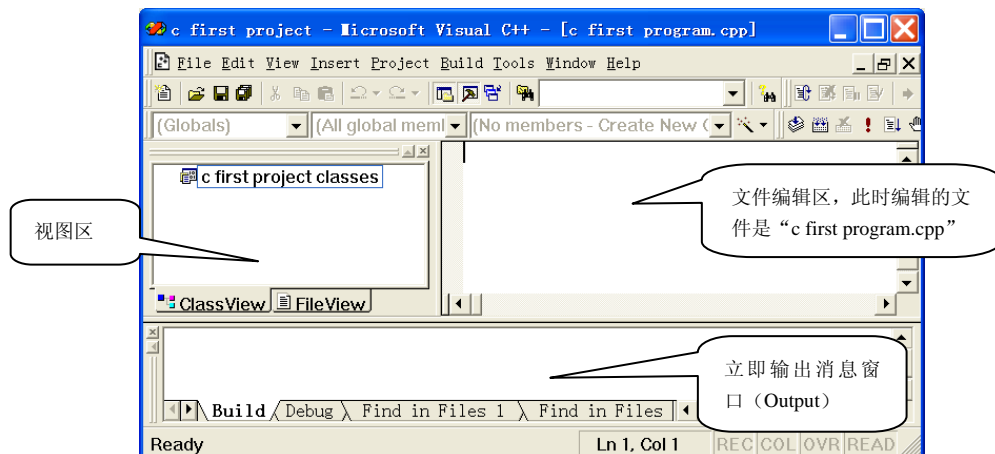 c first project - Microsoft Visual C++ - [c first program.cpp]
File Edit View Insert Project Build Tools Window Help
(Globals) (All global meml (No members - Create New (
c first project classes
视图区
文件编辑区，此时编辑的文
件是“c first program.cpp”
ClassView FileView
立即输出消息窗
口（Output）
Build Debug Find in Files 1 Find in Files
Ready Ln 1, Col 1 REC COL OVR READ